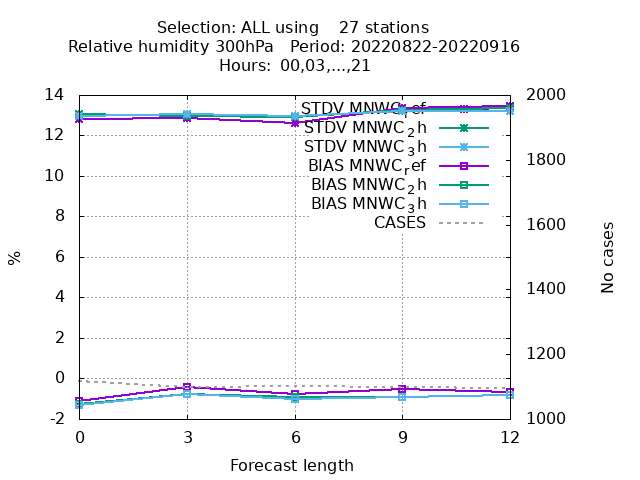 Selection: ALL using 27 stations
Relative humidity 300hPa Period: 20220822-20220916
Hours: 00,03,...,21
14
12
10
8
6
4
2
0
-2
%
2000
1800
1600
1400
1200
1000
No cases
STDV MNWCref
STDV MNWC2h
STDV MNWC3h
BIAS MNWCref
BIAS MNWC2h
BIAS MNWC3h
CASES
0 3 6 9 12
Forecast length